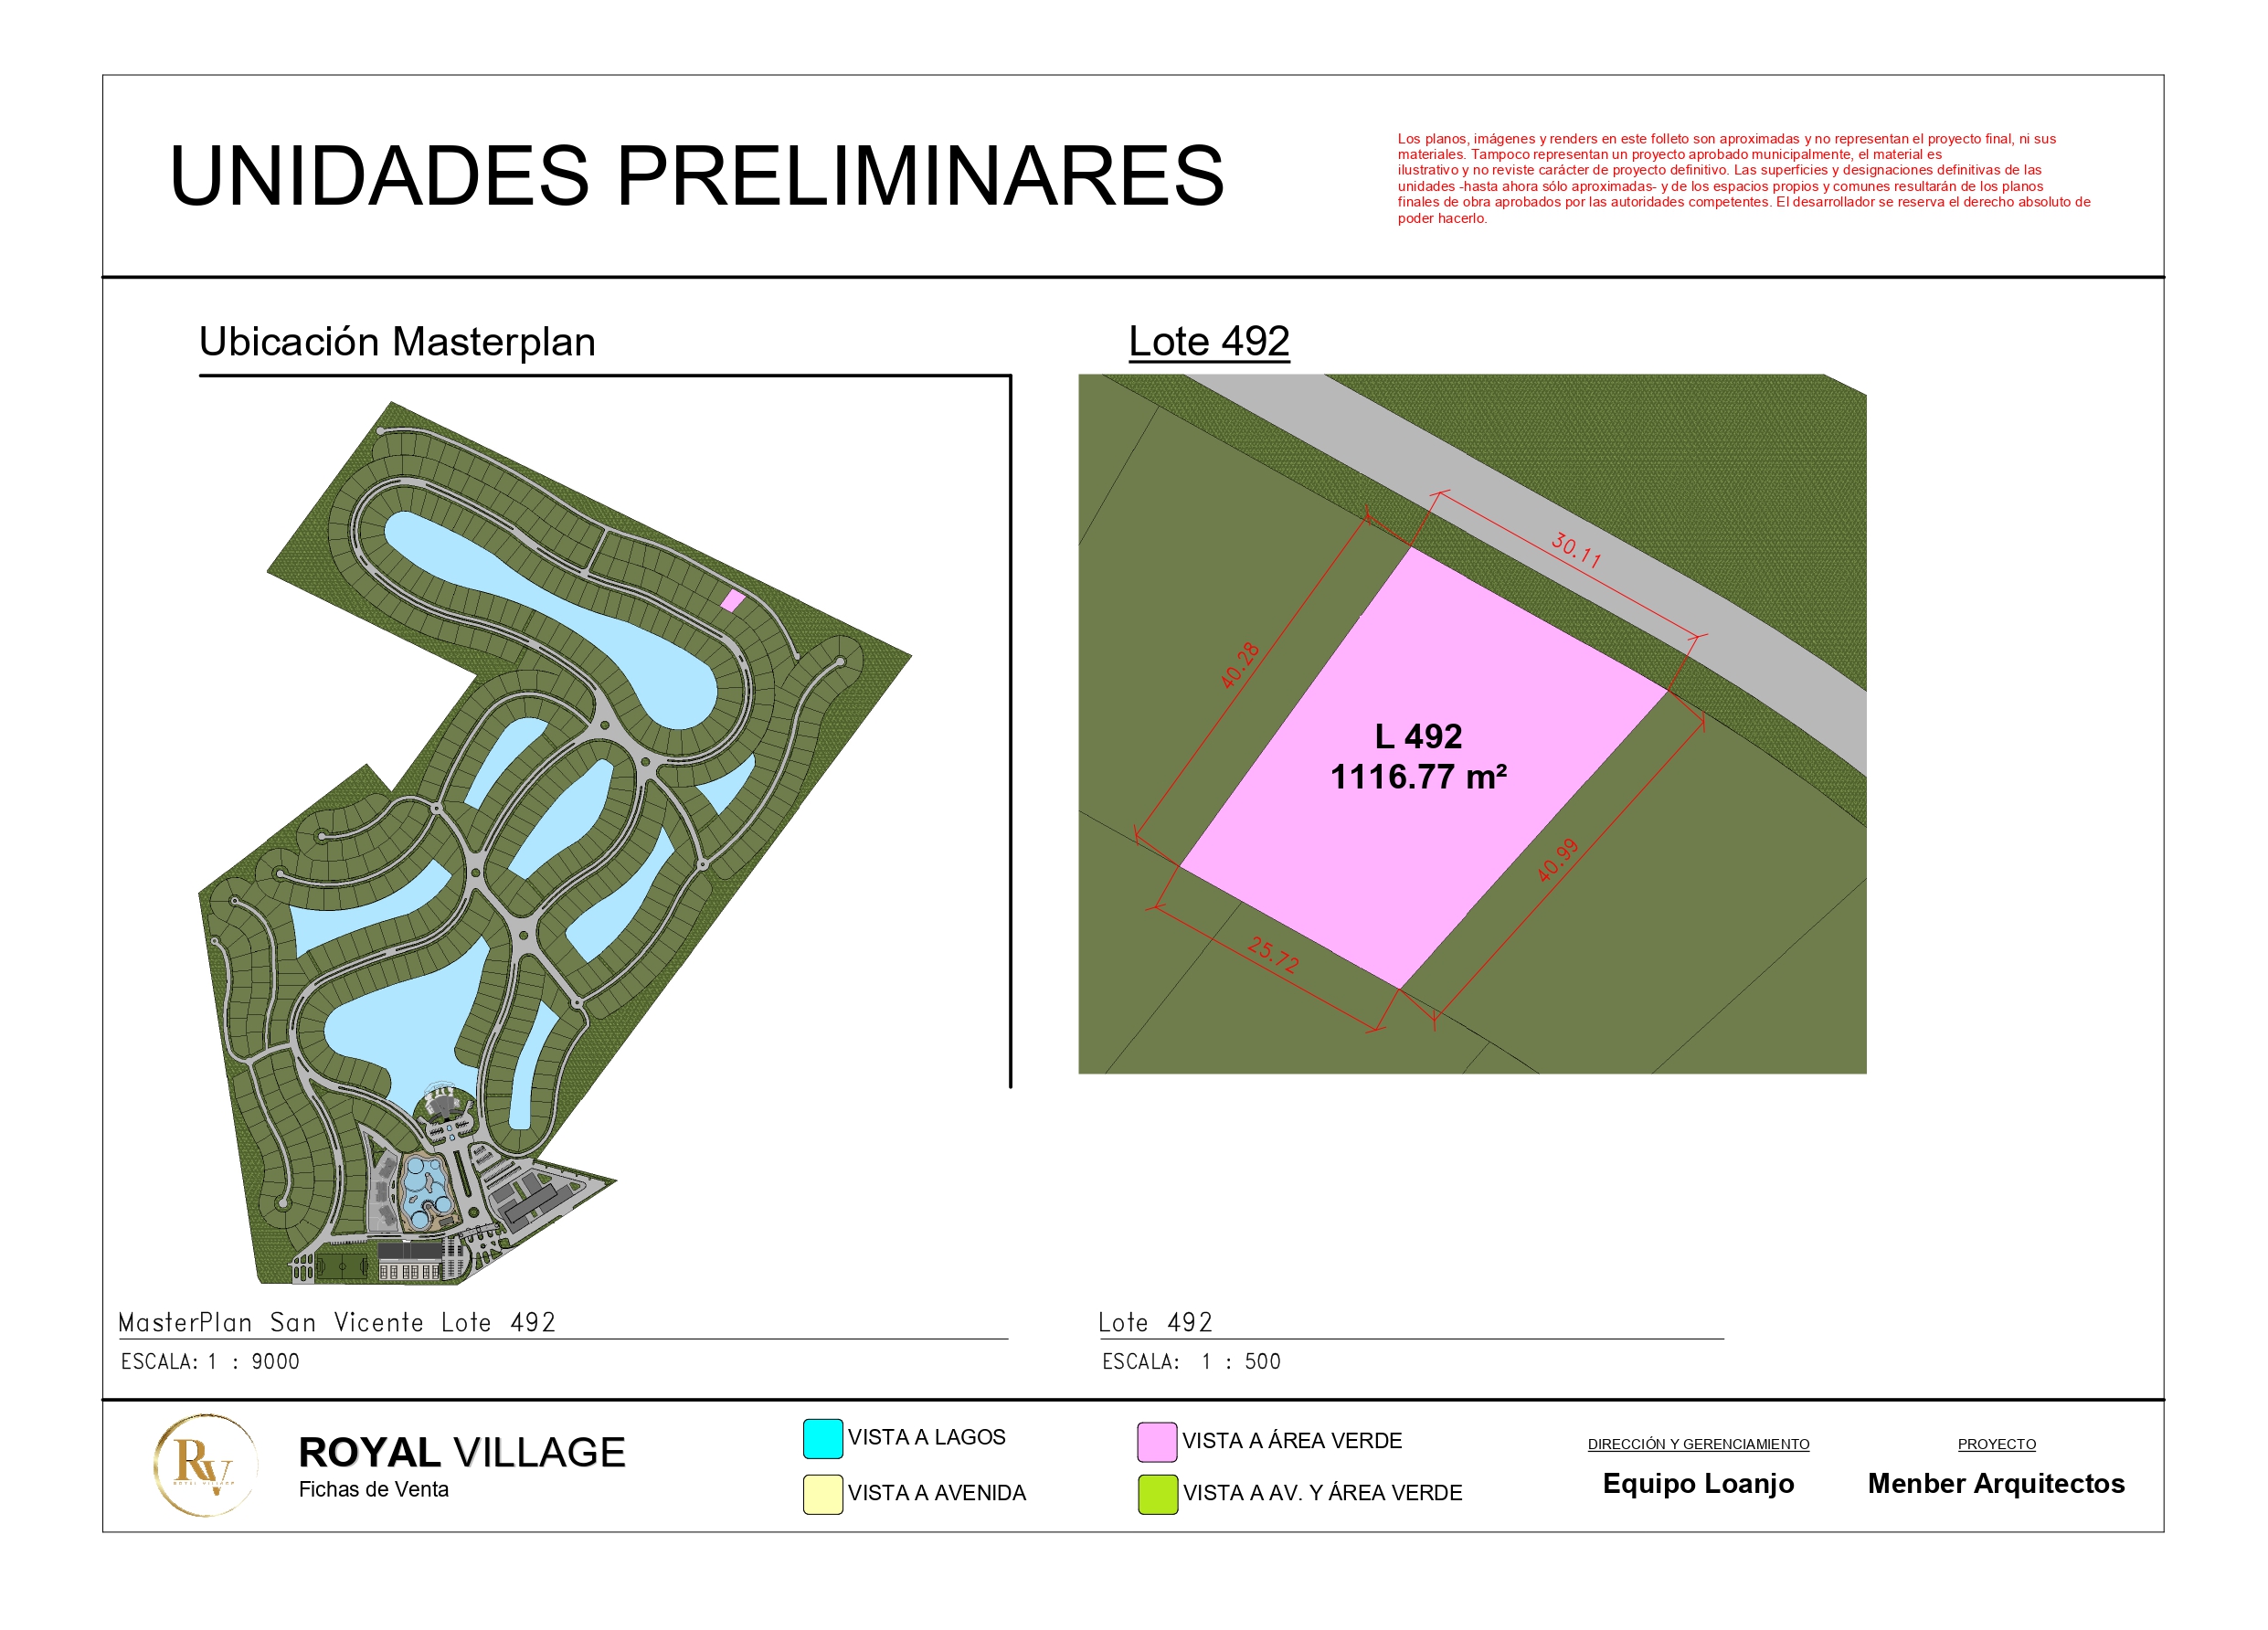 UNIDADES PRELIMINARES
Los planos, imágenes y renders en este folleto son aproximadas y no representan el proyecto final, ni sus
materiales. Tampoco representan un proyecto aprobado municipalmente, el material es
ilustrativo y no reviste carácter de proyecto definitivo. Las superficies y designaciones definitivas de las
unidades -hasta ahora sólo aproximadas- y de los espacios propios y comunes resultarán de los planos
finales de obra aprobados por las autoridades competentes. El desarrollador se reserva el derecho absoluto de
poder hacerlo.
Ubicación Masterplan
Lote 492
30.11
40.28
L 492
1116.77 m²
40.99
25.72
MasterPlan San Vicente Lote 492
ESCALA: 1 : 9000
Lote 492
ESCALA: 1 : 500
RV
ROYAL VILLAGE
ROYAL VILLAGE
Fichas de Venta
VISTA A LAGOS
VISTA A AVENIDA
VISTA A ÁREA VERDE
VISTA A AV. Y ÁREA VERDE
DIRECCIÓN Y GERENCIAMIENTO
Equipo Loanjo
PROYECTO
Menber Arquitectos